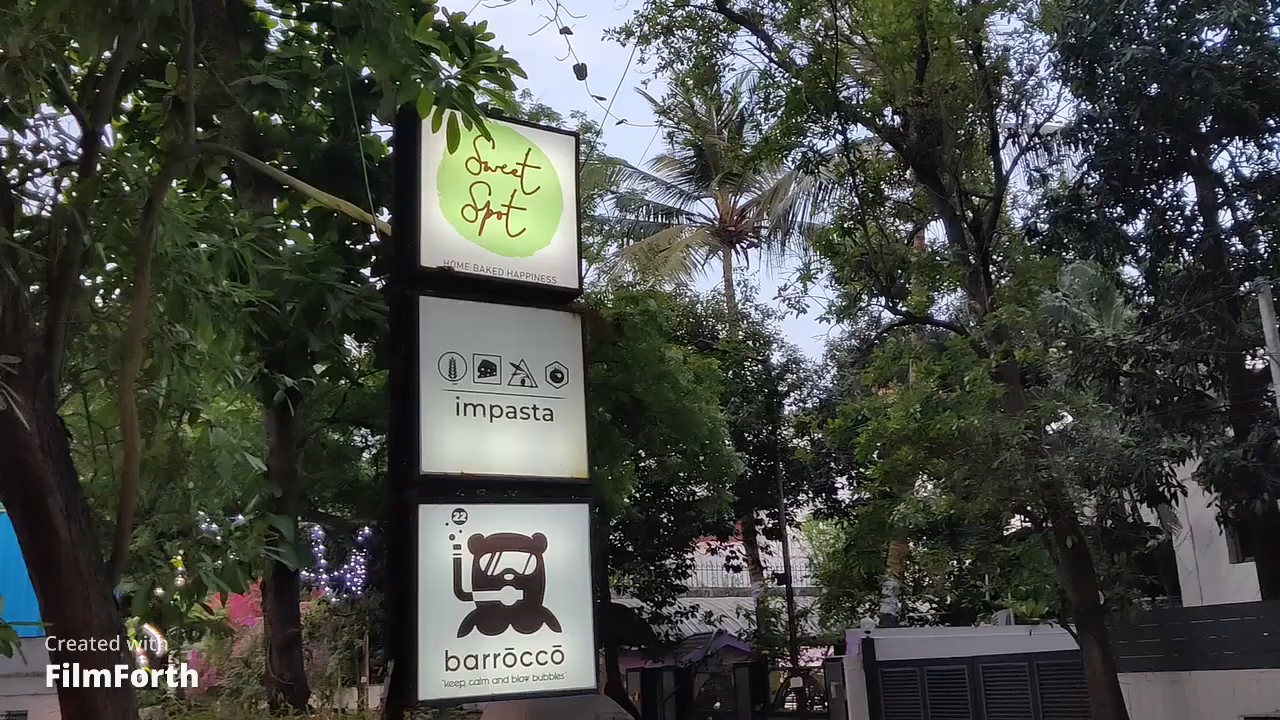 Sweet
Spot
HOME BAKED HAPPINESS
impasta
22
barrōccō
"keep calm and blow bubbles"
Created with
FilmForth